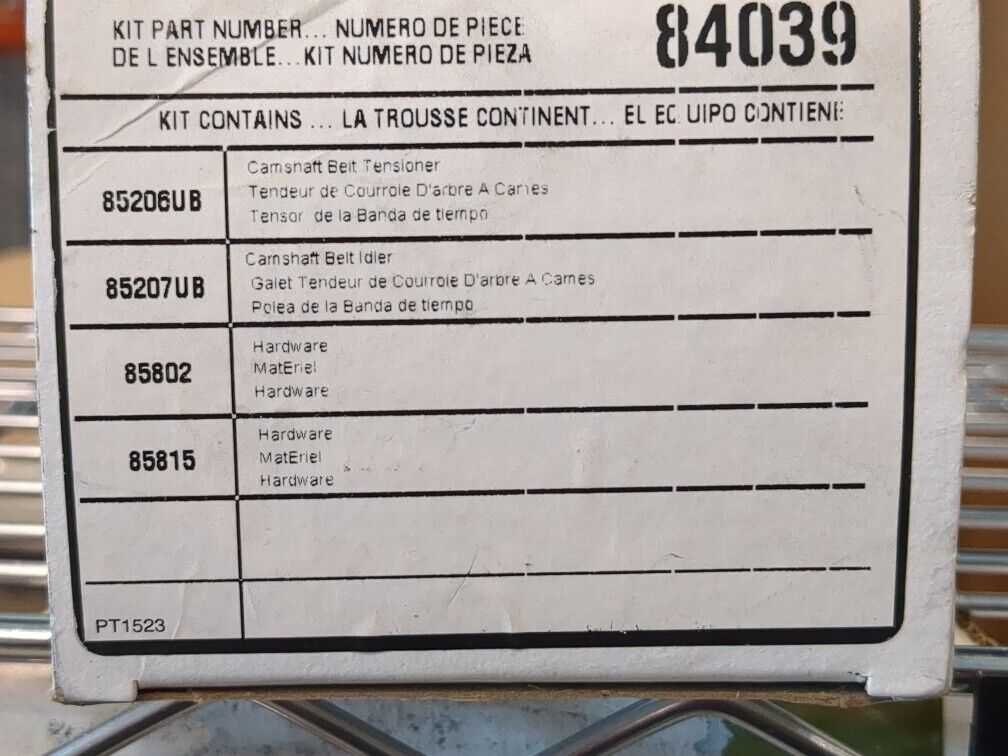 KIT PART NUMBER... NUMERO DE PIECE
DE L ENSEMBLE...KIT NUMERO DE PIEZA
84039
KIT CONTAINS ... LA TROUSSE CONTINENT... EL EQUIPO CONTIENE
85206UB
Camshaft Belt Tensioner
Tendeur de Courroie D'arbre A Cames
Tensor de la Banda de tiempo
85207UB
Camshaft Belt Idler
Galet Tendeur de Courroie D'arbre A Cames
Polea de la Banda de tiempo
85802
Hardware
MatEriel
Hardware
85815
Hardware
MatEriel
Hardware
PT1523